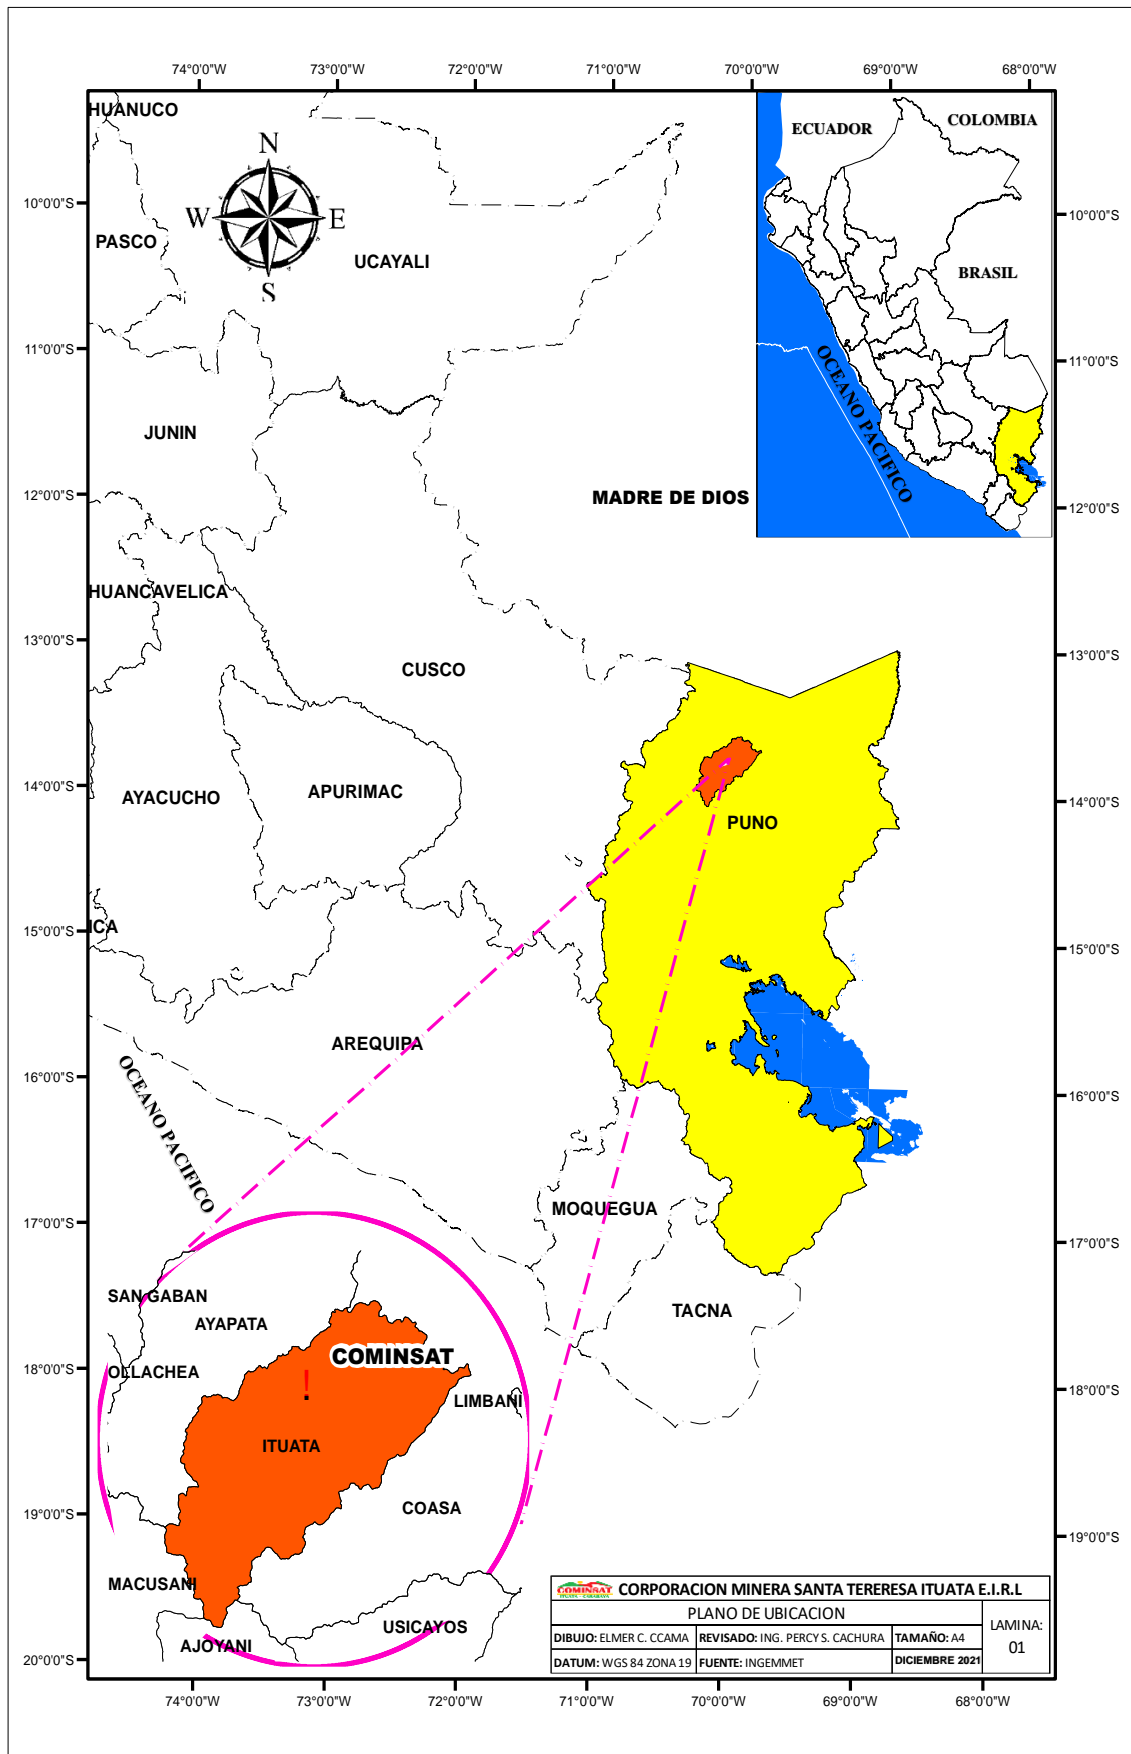 74°0'0"W 73°0'0"W 72°0'0"W 71°0'0"W 70°0'0"W 69°0'0"W 68°0'0"W
HUANUCO
ECUADOR
COLOMBIA
N
W
E
S
10°0'0"S
10°0'0"S
PASCO
UCAYALI
BRASIL
11°0'0"S
11°0'0"S
OCEANO PACIFICO
JUNIN
12°0'0"S
MADRE DE DIOS
12°0'0"S
HUANCAVELICA
13°0'0"S
13°0'0"S
CUSCO
14°0'0"S
14°0'0"S
AYACUCHO
APURIMAC
PUNO
ICA
15°0'0"S
15°0'0"S
AREQUIPA
16°0'0"S
16°0'0"S
OCEANO PACIFICO
MOQUEGUA
17°0'0"S
17°0'0"S
SAN GABAN
AYAPATA
TACNA
COMINSAT
18°0'0"S
OLLACHEA
!
18°0'0"S
LIMBANI
ITUATA
COASA
19°0'0"S
19°0'0"S
MACUSANI
USICAYOS
AJOYANI
20°0'0"S
COMINSAT
ITUATA - CARABAYA
CORPORACION MINERA SANTA TERERESA ITUATA E.I.R.L
PLANO DE UBICACION
LAMINA:
01
DIBUJO: ELMER C. CCAMA
REVISADO: ING. PERCY S. CACHURA
TAMAÑO: A4
DATUM: WGS 84 ZONA 19
FUENTE: INGEMMET
DICIEMBRE 2021
74°0'0"W 73°0'0"W 72°0'0"W 71°0'0"W 70°0'0"W 69°0'0"W 68°0'0"W